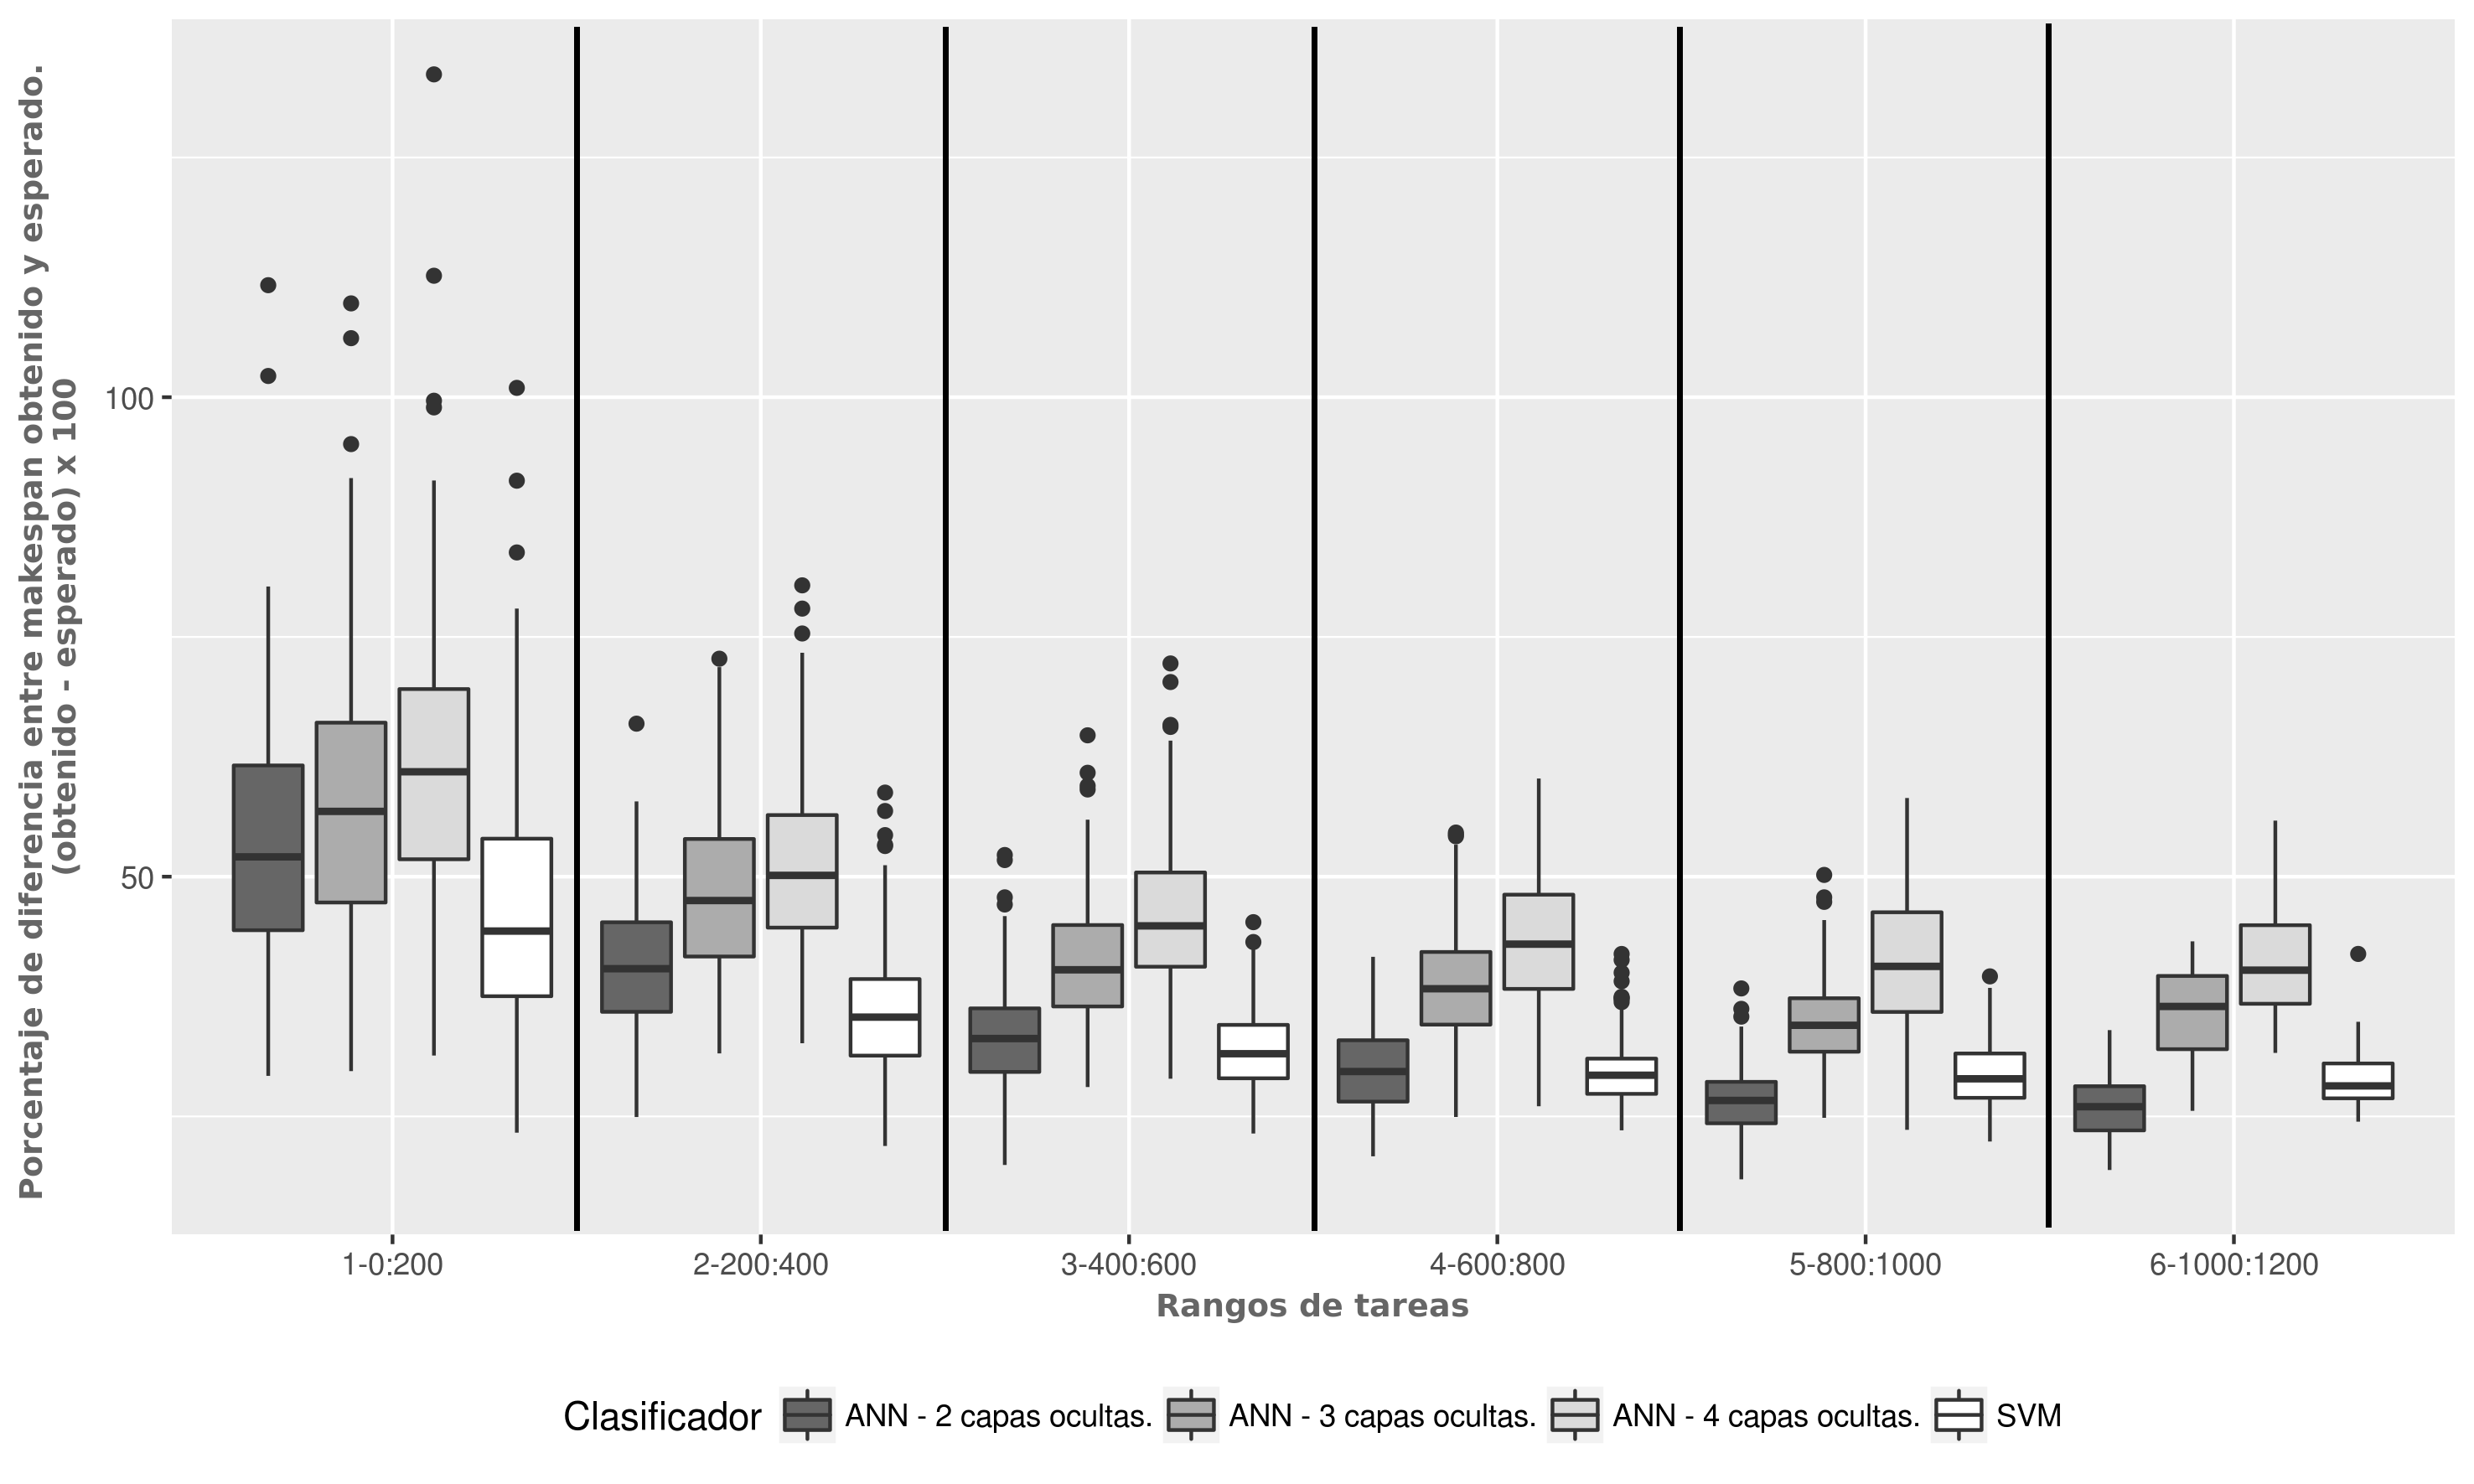 Porcentaje de diferencia entre makespan obtenido y esperado.
(obtenido - esperado) x 100
100
50
1-0:200
2-200:400
3-400:600
4-600:800
5-800:1000
6-1000:1200
Rangos de tareas
Clasificador
ANN - 2 capas ocultas.
ANN - 3 capas ocultas.
ANN - 4 capas ocultas.
SVM